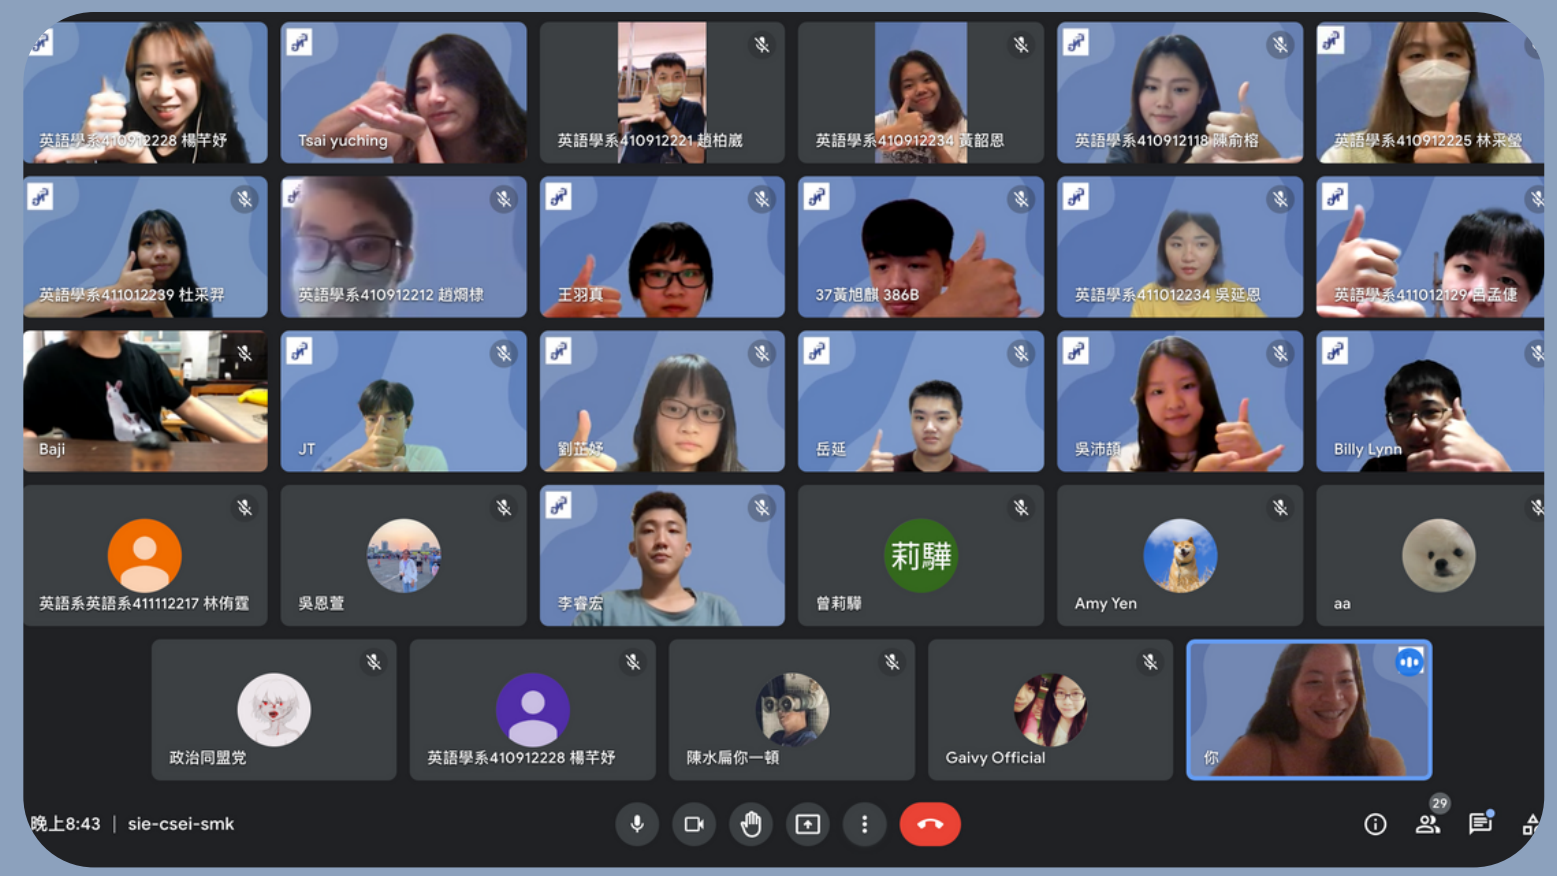 英語學系410912228 楊芊妤
Tsai yuching
英語學系410912221 趙柏崴
英語學系410912234 黃韶恩
英語學系410912118 陳俞榕
英語學系410912225 林采瑩
英語學系411012239 杜采羿
英語學系410912212 趙烱棣
王羽真
37黃旭麒 386B
英語學系411012234 吳延恩
英語學系411012129 呂孟倢
Baji
JT
劉芷妤
岳延
吳沛頡
Billy Lynn
英語系英語系411112217 林侑霆
吳恩萱
李睿宏
莉驊
曾莉驊
Amy Yen
aa
政治同盟党
英語學系410912228 楊芊妤
陳水扁你一頓
Gaivy Official
你
晚上8:43 | sie-csei-smk
29